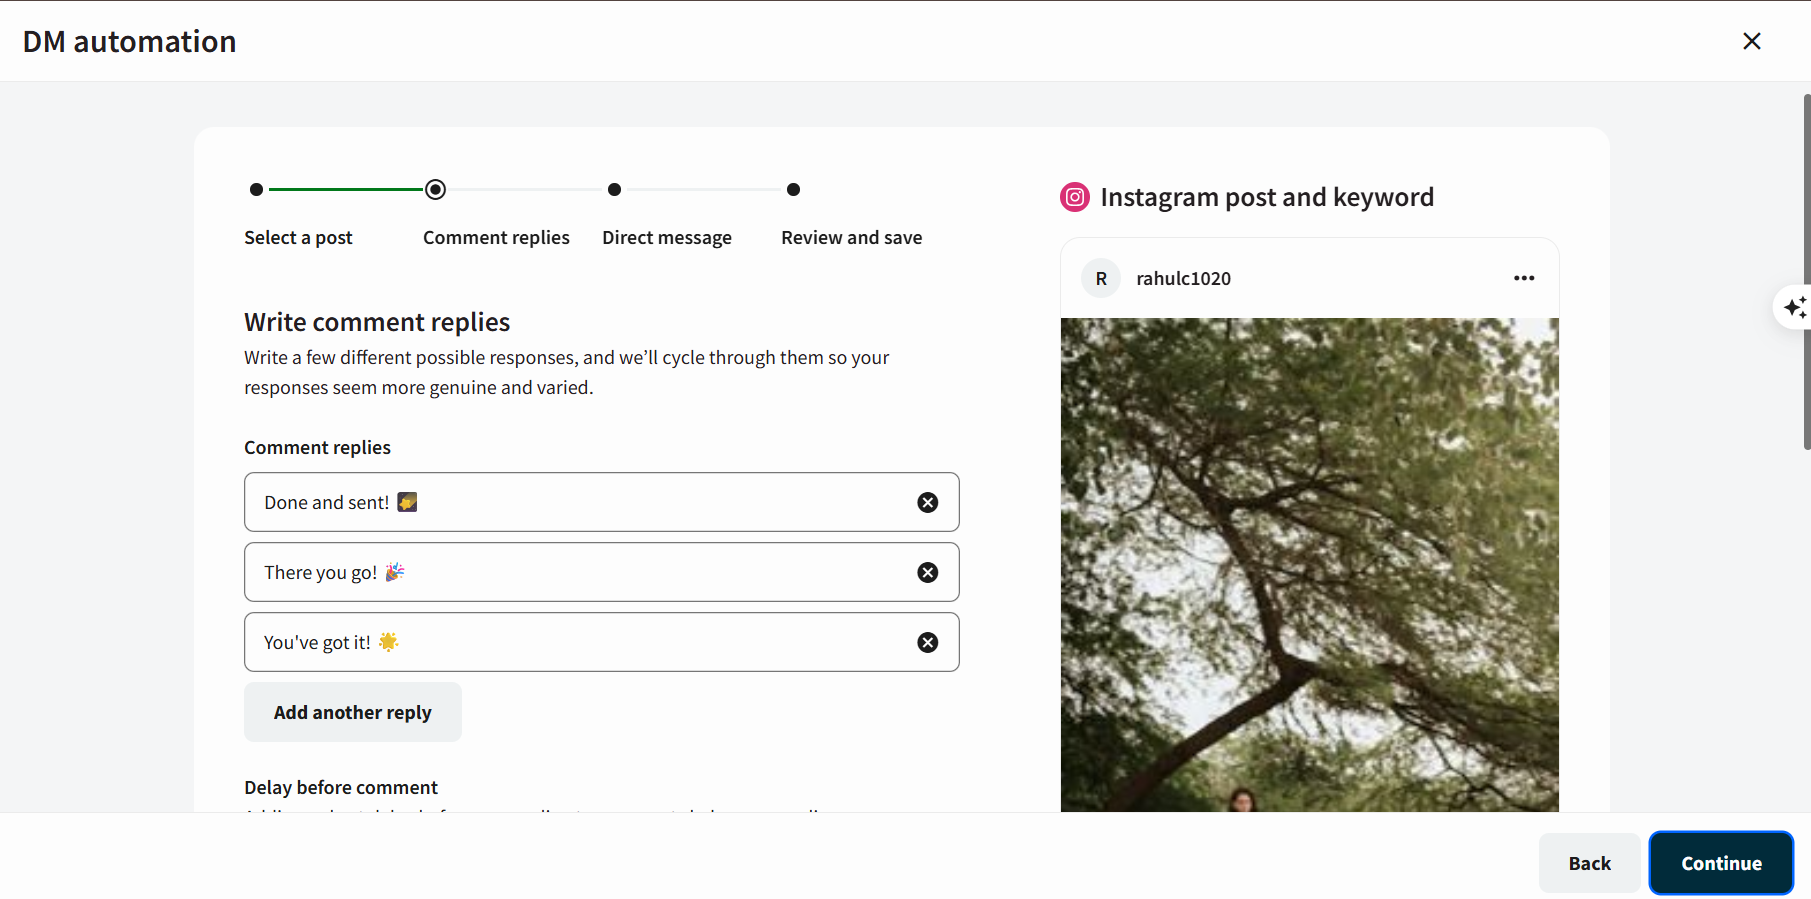 DM automation
Select a post
Comment replies
Direct message
Review and save
Write comment replies
Write a few different possible responses, and we’ll cycle through them so your
responses seem more genuine and varied.
Comment replies
Done and sent! 🌠
There you go! 🎉
You've got it! 🌟
Add another reply
Delay before comment
Instagram post and keyword
R
rahulc1020
Back
Continue